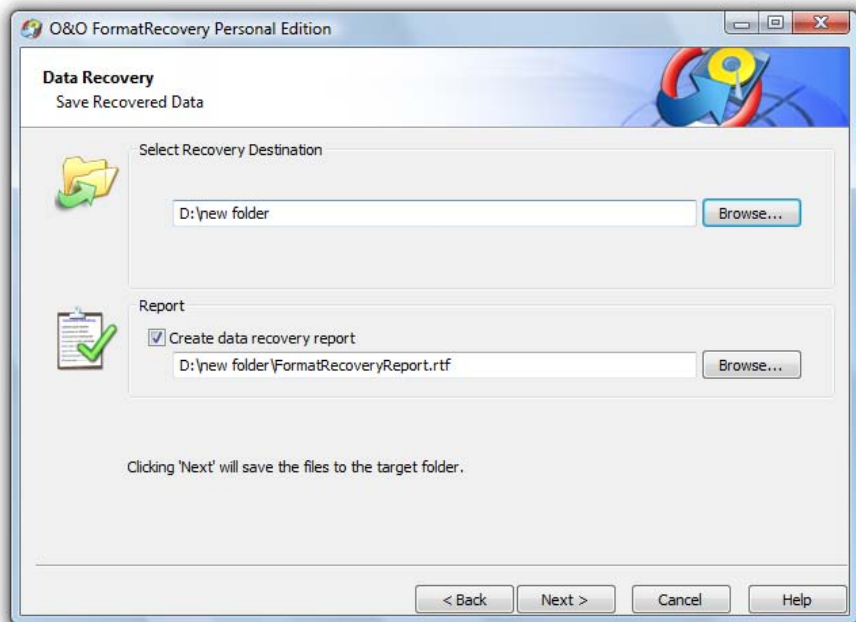 O&O FormatRecovery Personal Edition
Data Recovery
Save Recovered Data
Select Recovery Destination
D:\new folder
Browse...
Report
Create data recovery report
D:\new folder\FormatRecoveryReport.rtf
Browse...
Clicking 'Next' will save the files to the target folder.
< Back
Next >
Cancel
Help